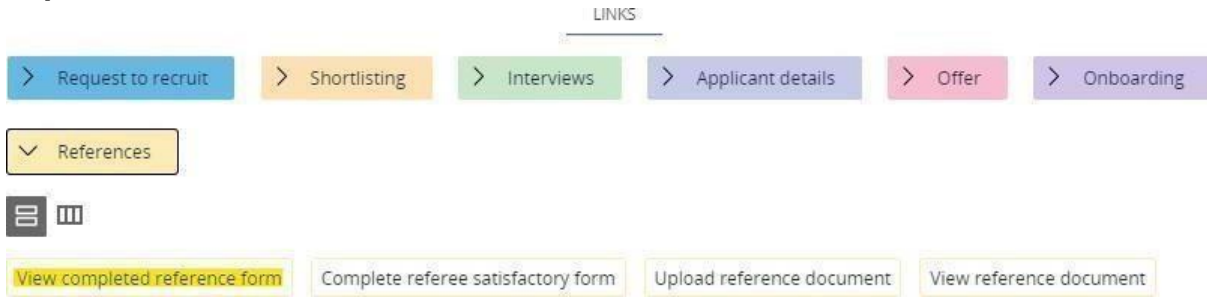 LINKS
Request to recruit Shortlisting Interviews Applicant details Offer Onboarding
References
View completed reference form Complete referee satisfactory form Upload reference document View reference document